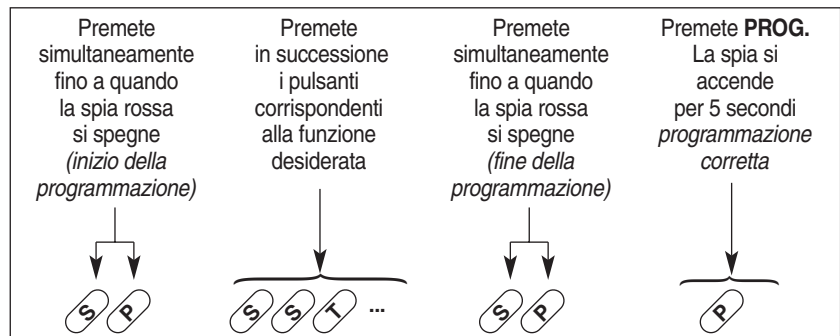 Premete
simultaneamente
fino a quando
la spia rossa
si spegne
(inizio della
programmazione)
S P
Premete
in successione
i pulsanti
corrispondenti
alla funzione
desiderata
S S T ...
Premete
simultaneamente
fino a quando
la spia rossa
si spegne
(fine della
programmazione)
S P
Premete PROG.
La spia si
accende
per 5 secondi
programmazione
corretta
P